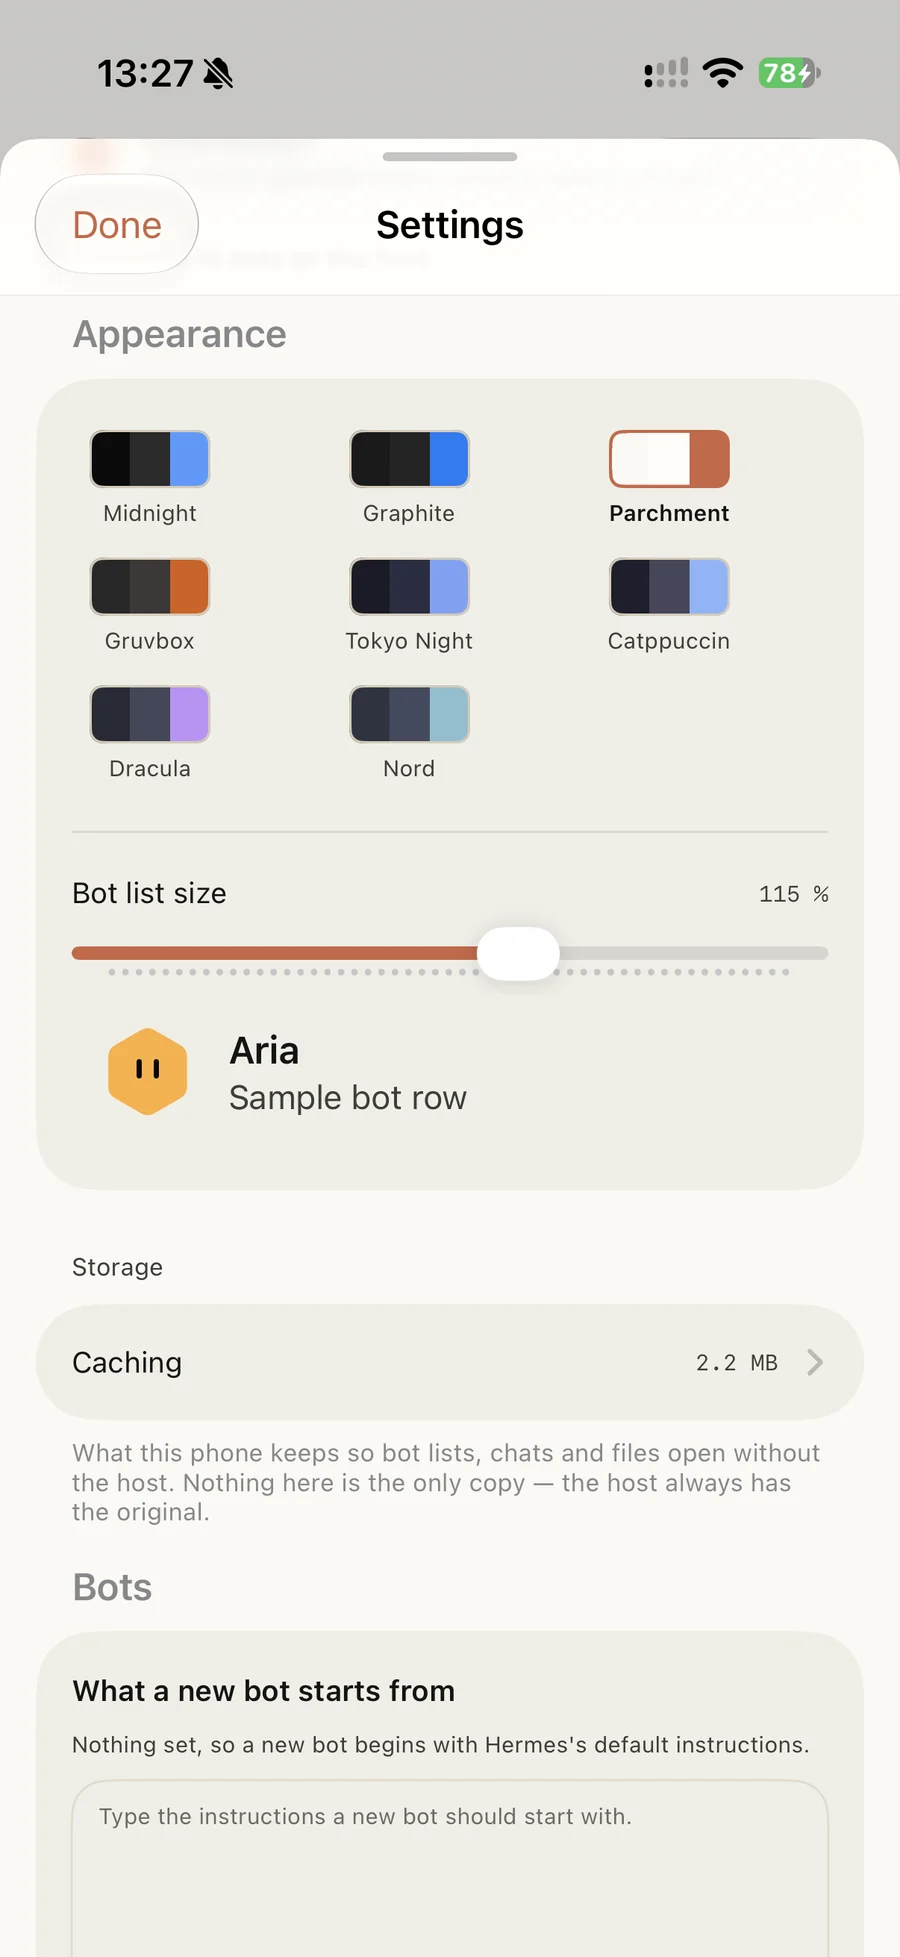 13:27
78
Done
Settings
Appearance
Midnight
Graphite
Parchment
Gruvbox
Tokyo Night
Catppuccin
Dracula
Nord
Bot list size
115 %
Aria
Sample bot row
Storage
Caching
2.2 MB
What this phone keeps so bot lists, chats and files open without
the host. Nothing here is the only copy — the host always has
the original.
Bots
What a new bot starts from
Nothing set, so a new bot begins with Hermes's default instructions.
Type the instructions a new bot should start with.